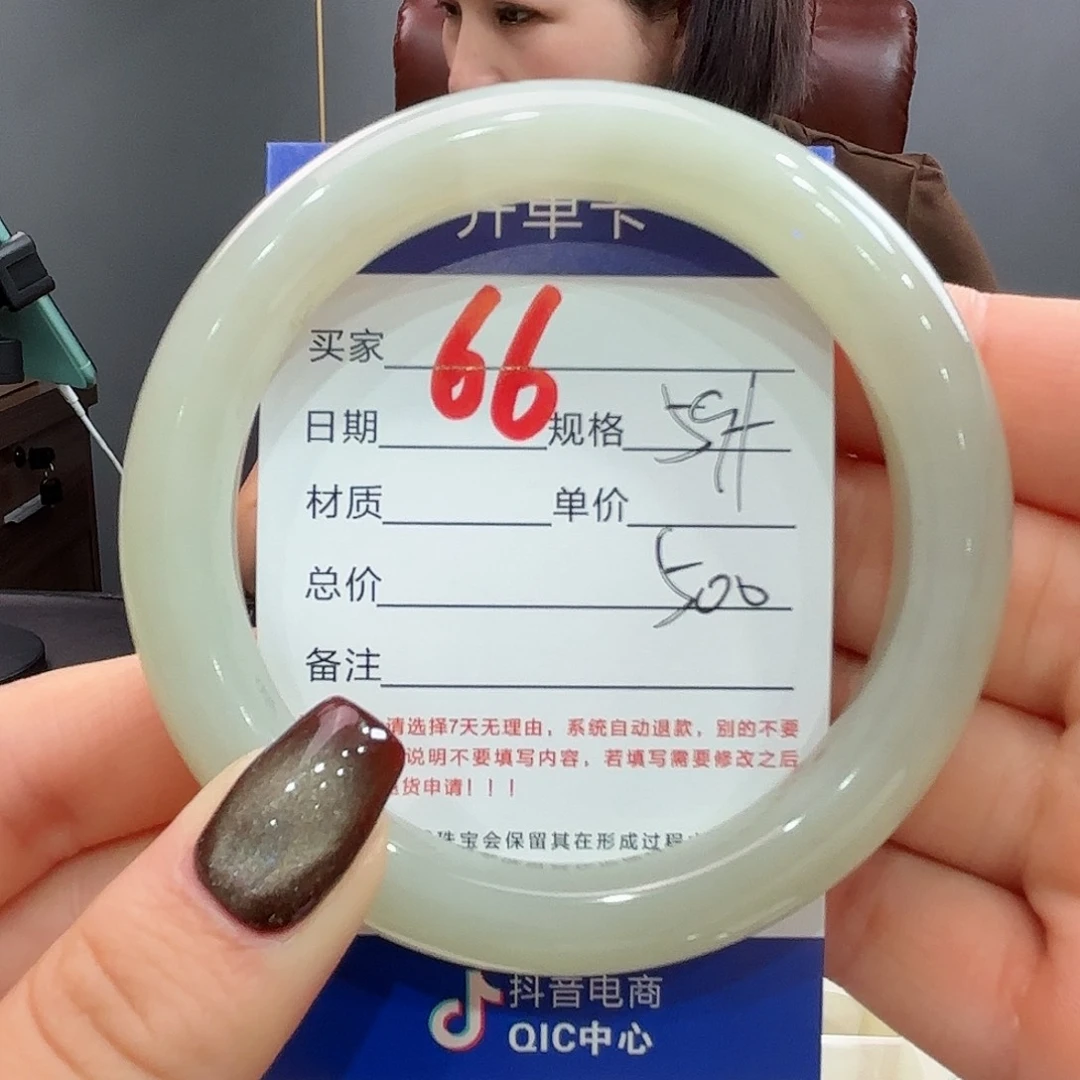 开单卡
买家 66
日期 规格 54
材质 单价
总价 500
备注
请选择7天无理由，系统自动退款，别的不要
说明不要填写内容，若填写需要修改之后
货申请！！！
珠宝会保留其在形成过程
抖音电商
QIC中心